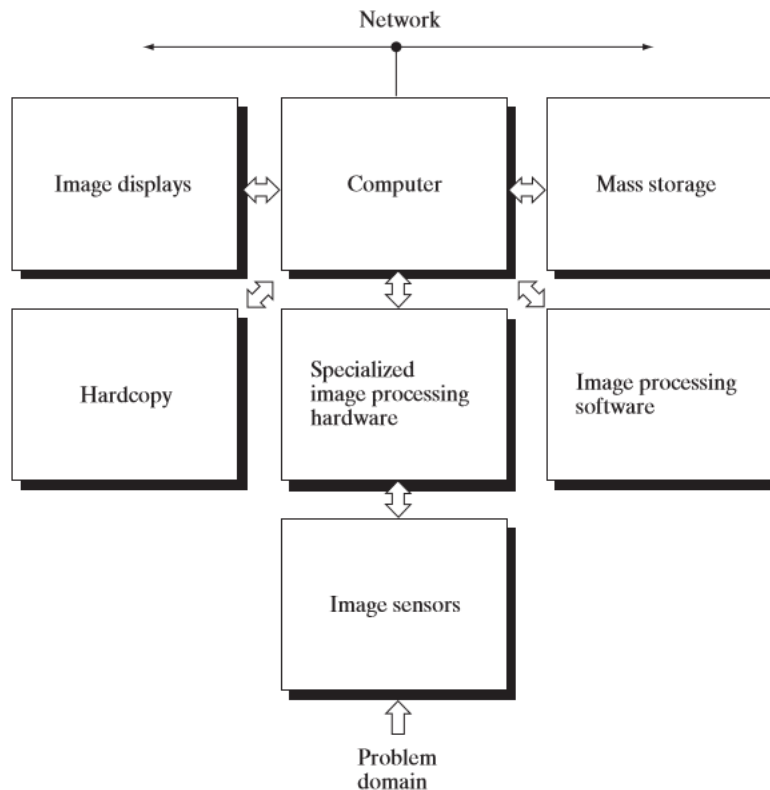 Network
Image displays
Computer
Mass storage
Hardcopy
Specialized
image processing
hardware
Image processing
software
Image sensors
Problem
domain